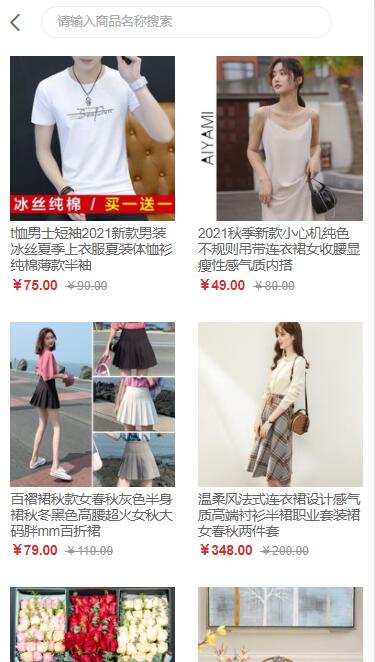 请输入商品名称搜索
AIYAMI
冰丝纯棉 / 买一送一
t恤男士短袖2021新款男装
冰丝夏季上衣服夏装体恤衫
纯棉薄款半袖
¥75.00 ¥90.00
2021秋季新款小心机纯色
不规则吊带连衣裙女收腰显
瘦性感气质内搭
¥49.00 ¥80.00
百褶裙秋款女春秋灰色半身
裙秋冬黑色高腰超火女秋大
码胖mm百折裙
¥79.00 ¥110.00
温柔风法式连衣裙设计感气
质高端衬衫半裙职业套装裙
女春秋两件套
¥348.00 ¥200.00